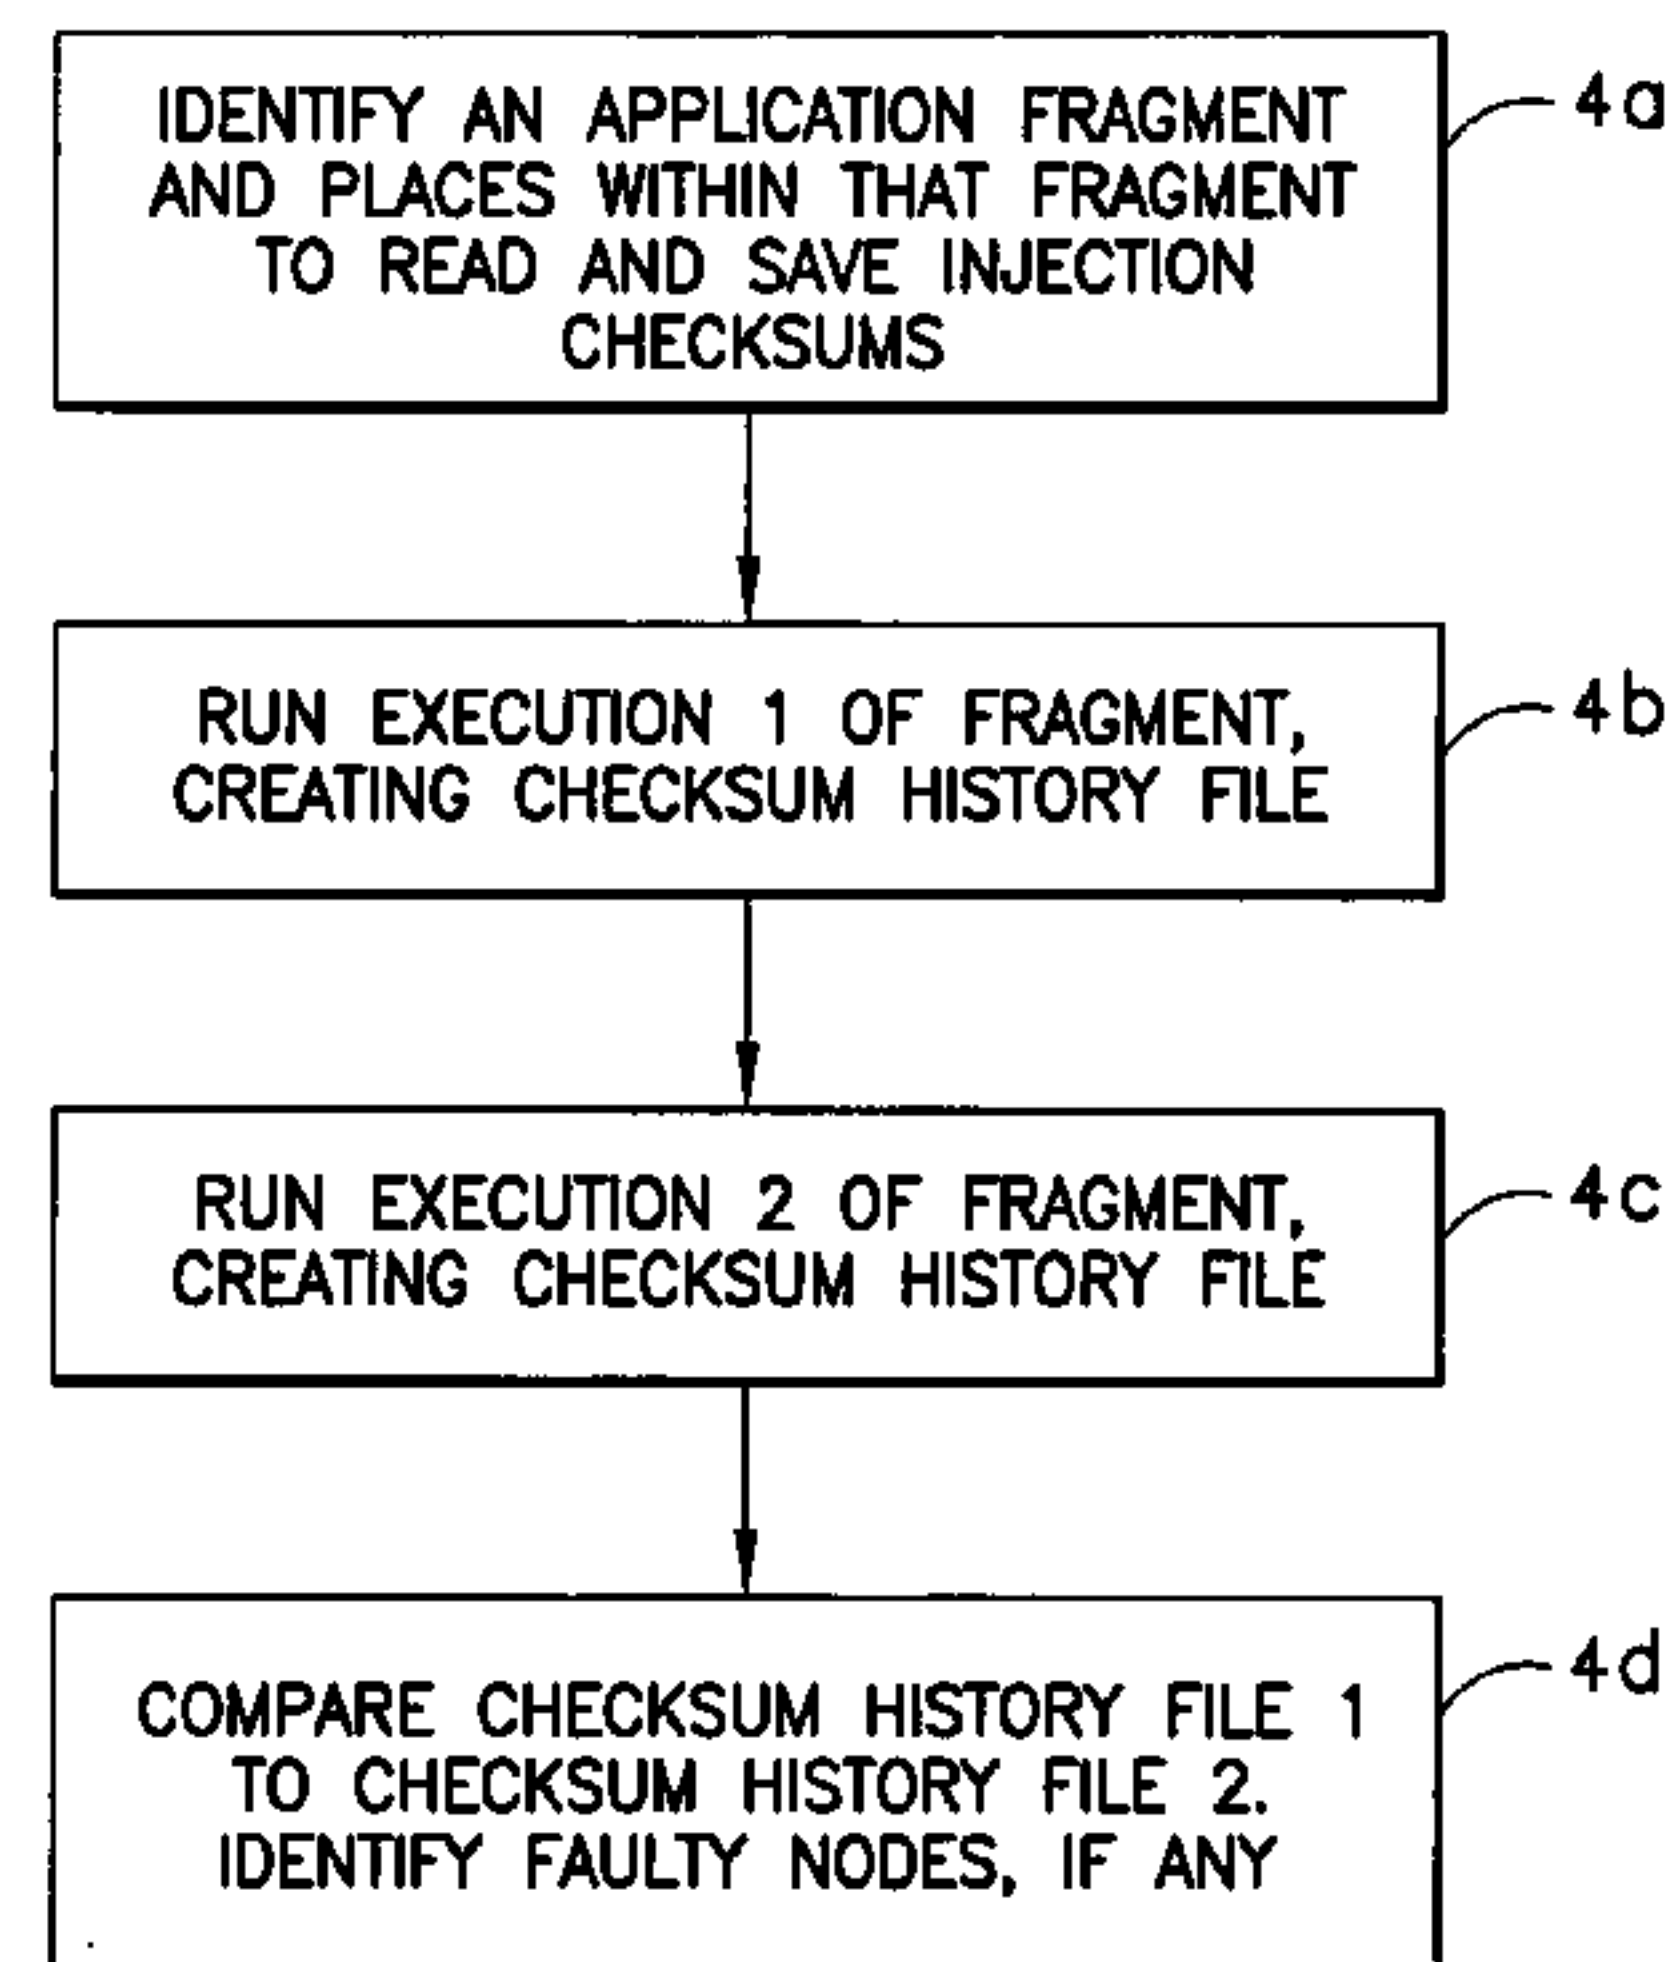 IDENTIFY AN APPLICATION FRAGMENT
AND PLACES WITHIN THAT FRAGMENT
TO READ AND SAVE INJECTION
CHECKSUMS
4a
RUN EXECUTION 1 OF FRAGMENT,
CREATING CHECKSUM HISTORY FILE
4b
RUN EXECUTION 2 OF FRAGMENT,
CREATING CHECKSUM HISTORY FILE
4c
COMPARE CHECKSUM HISTORY FILE 1
TO CHECKSUM HISTORY FILE 2.
IDENTIFY FAULTY NODES, IF ANY
4d